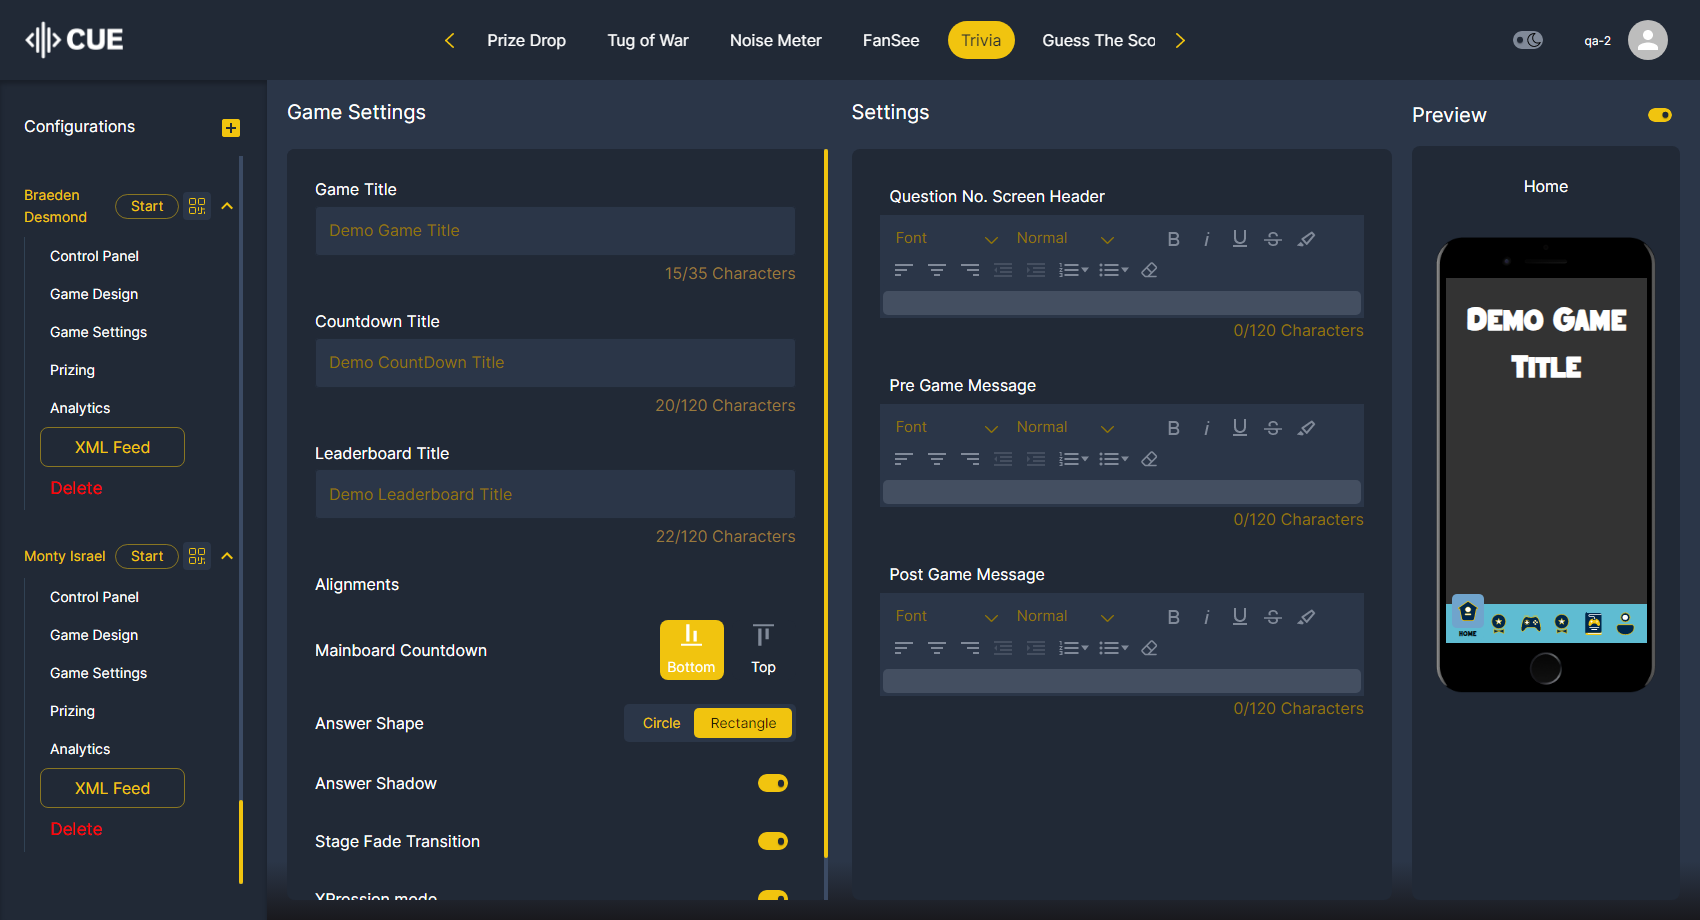 CUE
Prize Drop
Tug of War
Noise Meter
FanSee
Trivia
Guess The Sco
qa-2
Configurations
Braeden
Desmond
Start
Control Panel
Game Design
Game Settings
Prizing
Analytics
XML Feed
Delete
Monty Israel
Start
Control Panel
Game Design
Game Settings
Prizing
Analytics
XML Feed
Delete
Game Settings
Game Title
Demo Game Title
15/35 Characters
Countdown Title
Demo CountDown Title
20/120 Characters
Leaderboard Title
Demo Leaderboard Title
22/120 Characters
Alignments
Mainboard Countdown
Bottom
Top
Answer Shape
Circle
Rectangle
Answer Shadow
Stage Fade Transition
XPression mode
Settings
Question No. Screen Header
Font
Normal
0/120 Characters
Pre Game Message
Font
Normal
0/120 Characters
Post Game Message
Font
Normal
0/120 Characters
Preview
Home
Demo Game
Title
HOME